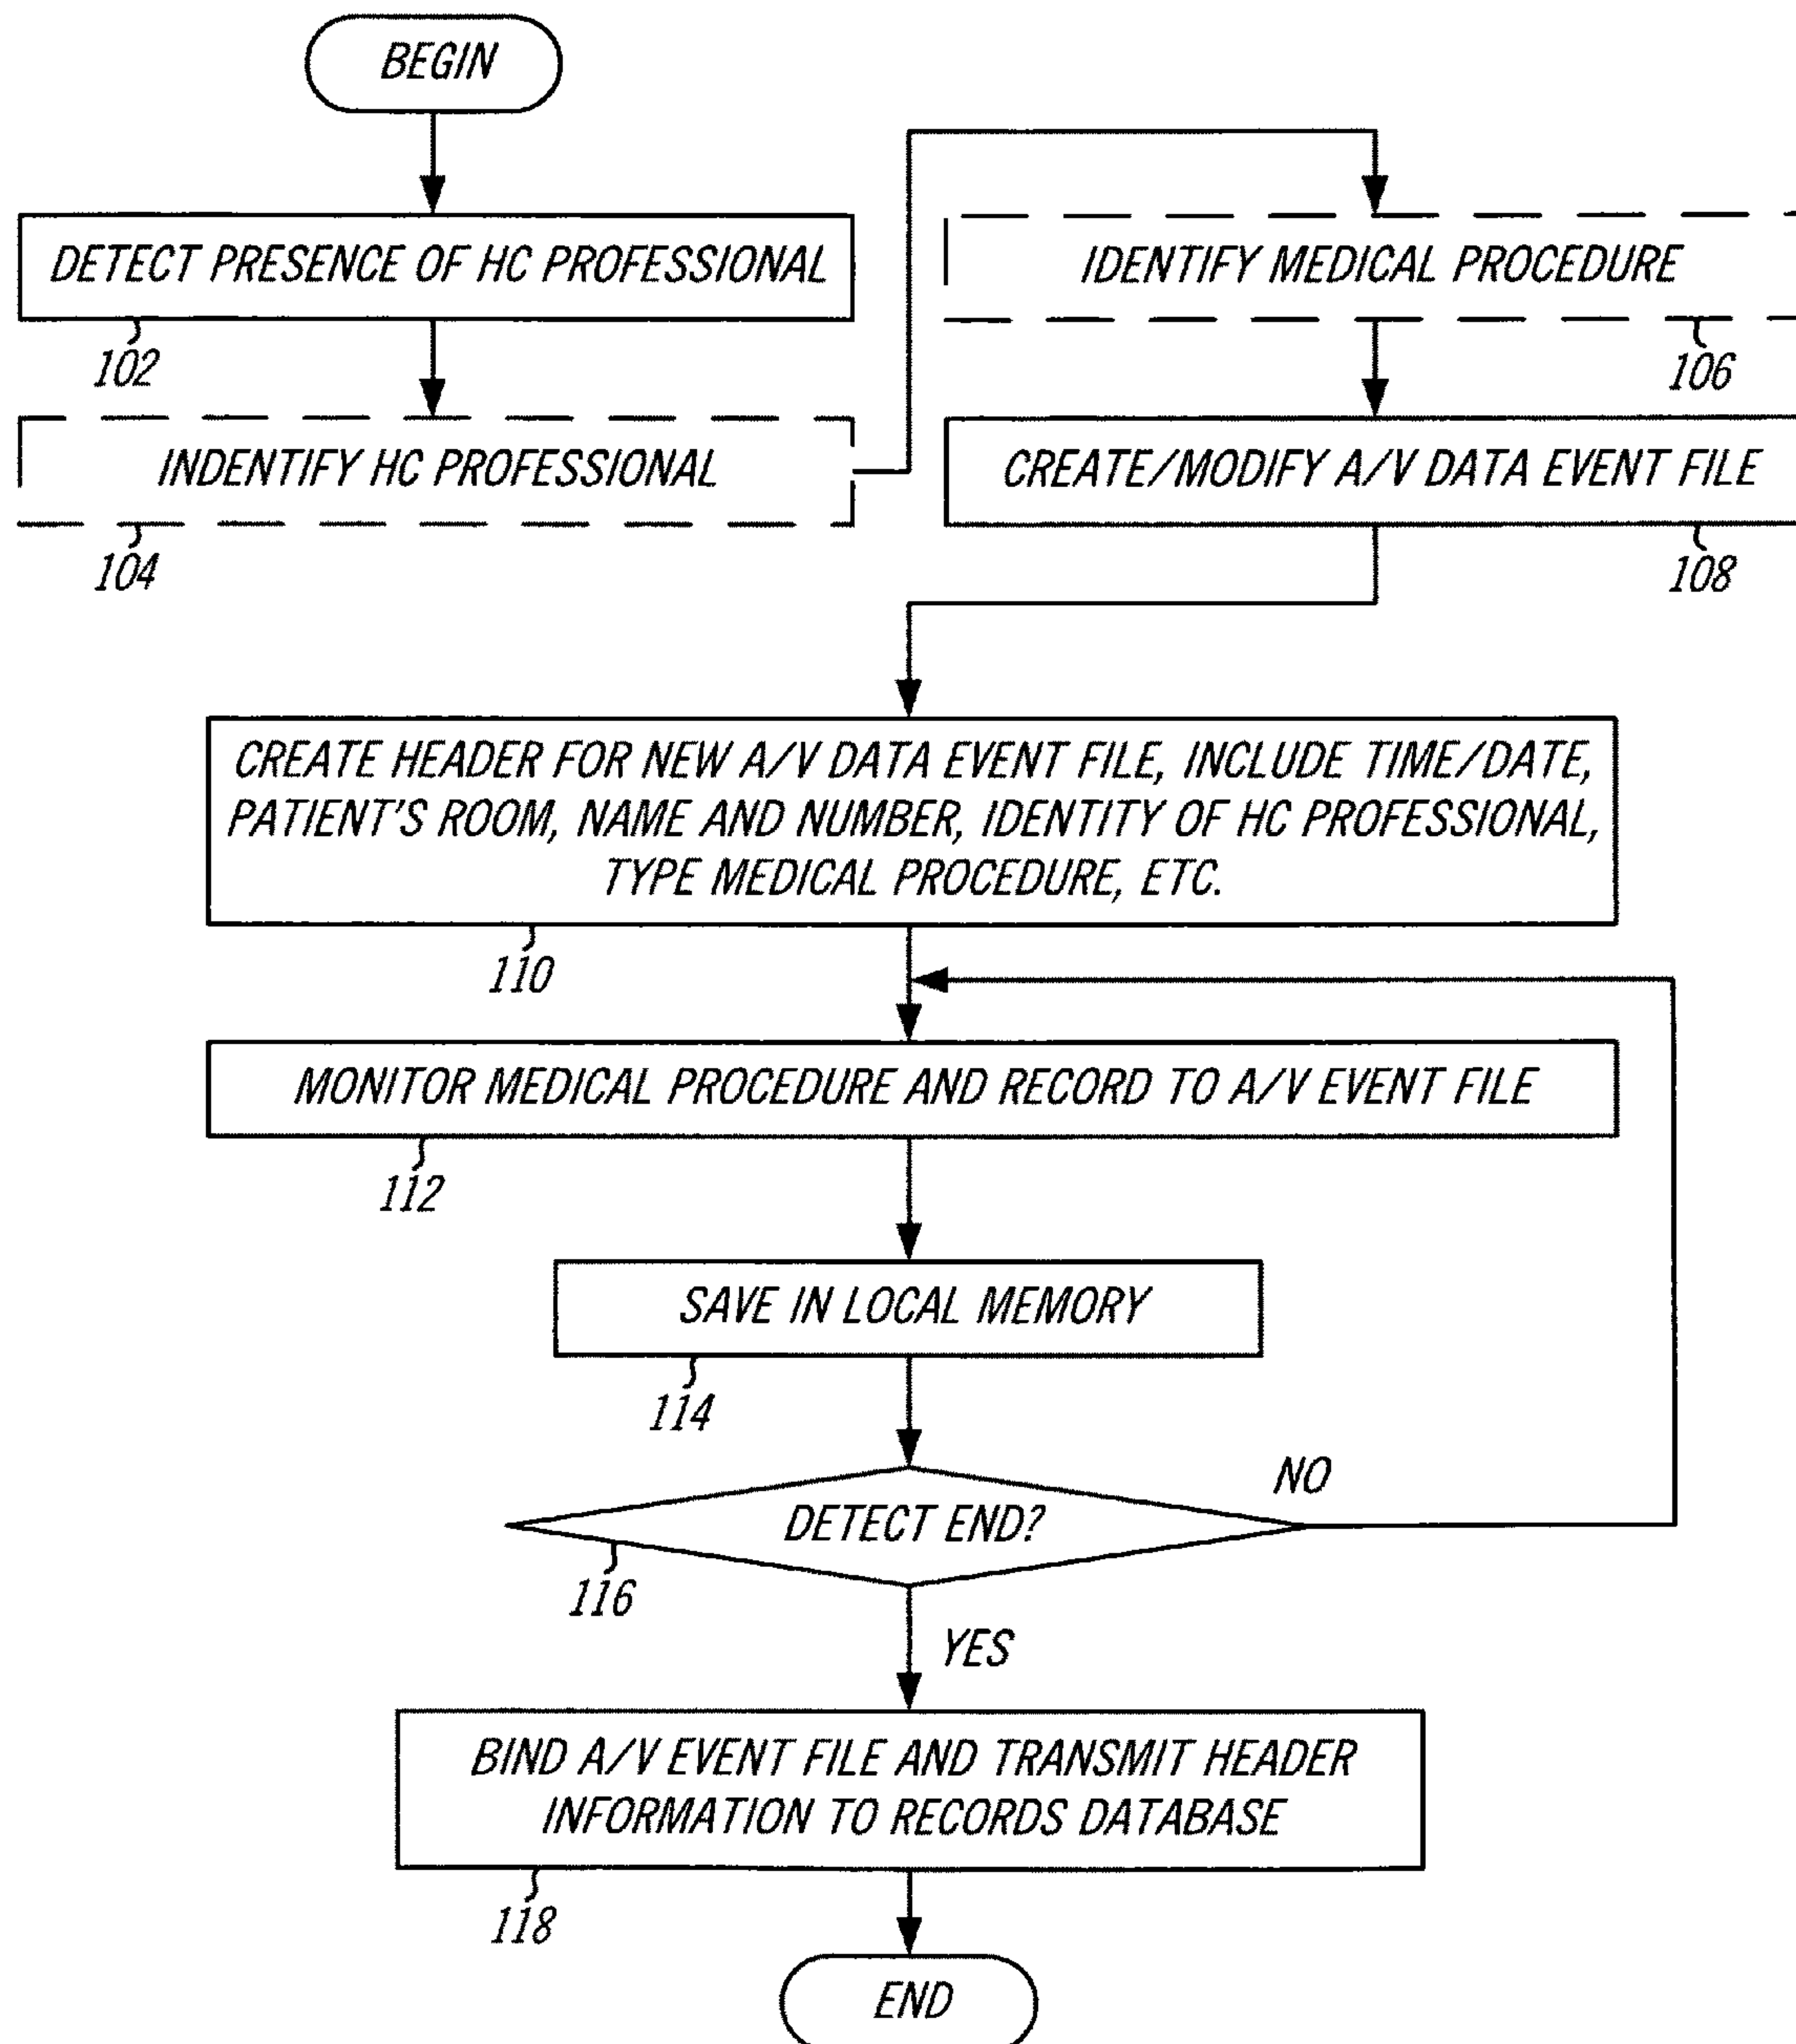 BEGIN
DETECT PRESENCE OF HC PROFESSIONAL
102
INDENTIFY HC PROFESSIONAL
104
IDENTIFY MEDICAL PROCEDURE
106
CREATE/MODIFY A/V DATA EVENT FILE
108
CREATE HEADER FOR NEW A/V DATA EVENT FILE, INCLUDE TIME/DATE,
PATIENT'S ROOM, NAME AND NUMBER, IDENTITY OF HC PROFESSIONAL,
TYPE MEDICAL PROCEDURE, ETC.
110
MONITOR MEDICAL PROCEDURE AND RECORD TO A/V EVENT FILE
112
SAVE IN LOCAL MEMORY
114
DETECT END?
NO
116
YES
BIND A/V EVENT FILE AND TRANSMIT HEADER
INFORMATION TO RECORDS DATABASE
118
END